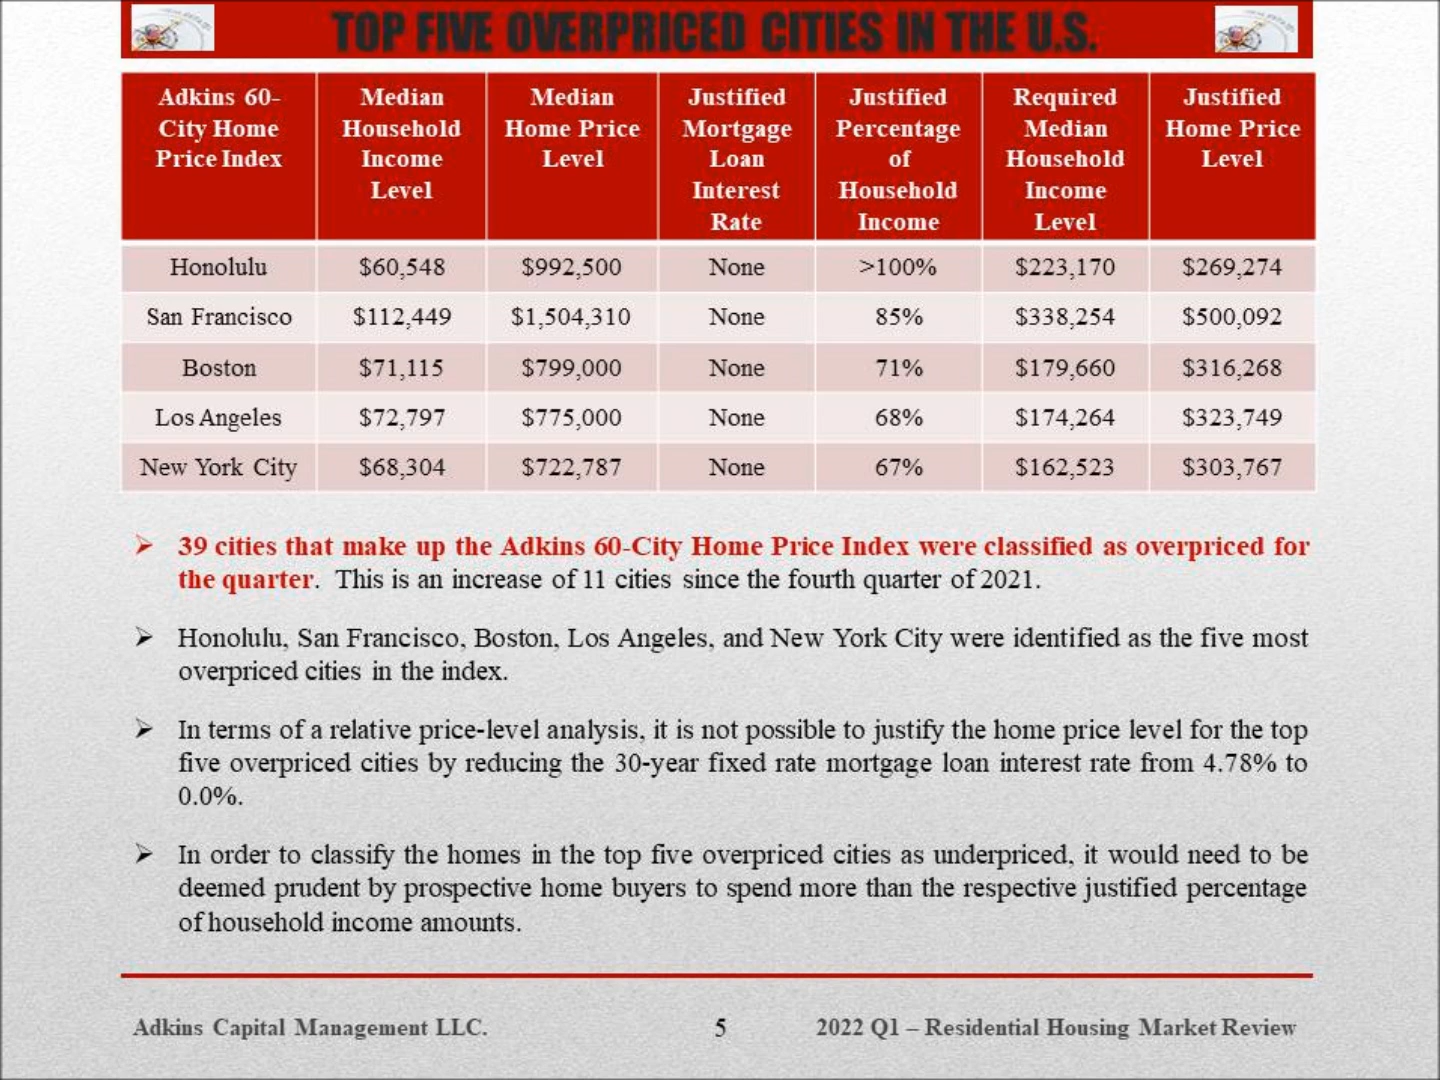 TOP FIVE OVERPRICED CITIES IN THE U.S.
Adkins 60-
City Home
Price Index
Median
Household
Income
Level
Median
Home Price
Level
Justified
Mortgage
Loan
Interest
Rate
Justified
Percentage
of
Household
Income
Required
Median
Household
Income
Level
Justified
Home Price
Level
Honolulu $60,548 $992,500 None >100% $223,170 $269,274
San Francisco $112,449 $1,504,310 None 85% $338,254 $500,092
Boston $71,115 $799,000 None 71% $179,660 $316,268
Los Angeles $72,797 $775,000 None 68% $174,264 $323,749
New York City $68,304 $722,787 None 67% $162,523 $303,767
➢ 39 cities that make up the Adkins 60-City Home Price Index were classified as overpriced for
the quarter. This is an increase of 11 cities since the fourth quarter of 2021.
➢ Honolulu, San Francisco, Boston, Los Angeles, and New York City were identified as the five most
overpriced cities in the index.
➢ In terms of a relative price-level analysis, it is not possible to justify the home price level for the top
five overpriced cities by reducing the 30-year fixed rate mortgage loan interest rate from 4.78% to
0.0%.
➢ In order to classify the homes in the top five overpriced cities as underpriced, it would need to be
deemed prudent by prospective home buyers to spend more than the respective justified percentage
of household income amounts.
Adkins Capital Management LLC. 5 2022 Q1 – Residential Housing Market Review